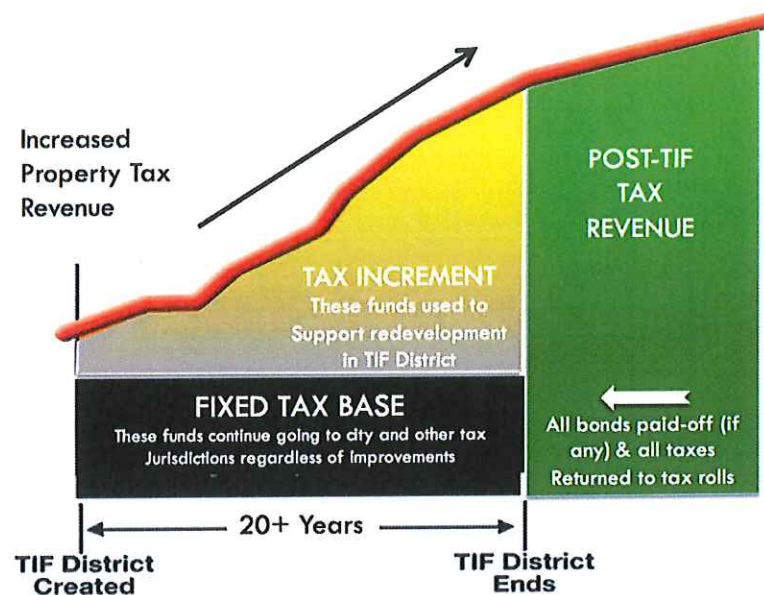 Increased
Property Tax
Revenue
POST-TIF
TAX
REVENUE
TAX INCREMENT
These funds used to
Support redevelopment
in TIF District
FIXED TAX BASE
These funds continue going to city and other tax
Jurisdictions regardless of improvements
All bonds paid-off (if
any) & all taxes
Returned to tax rolls
20+ Years
TIF District
Created
TIF District
Ends